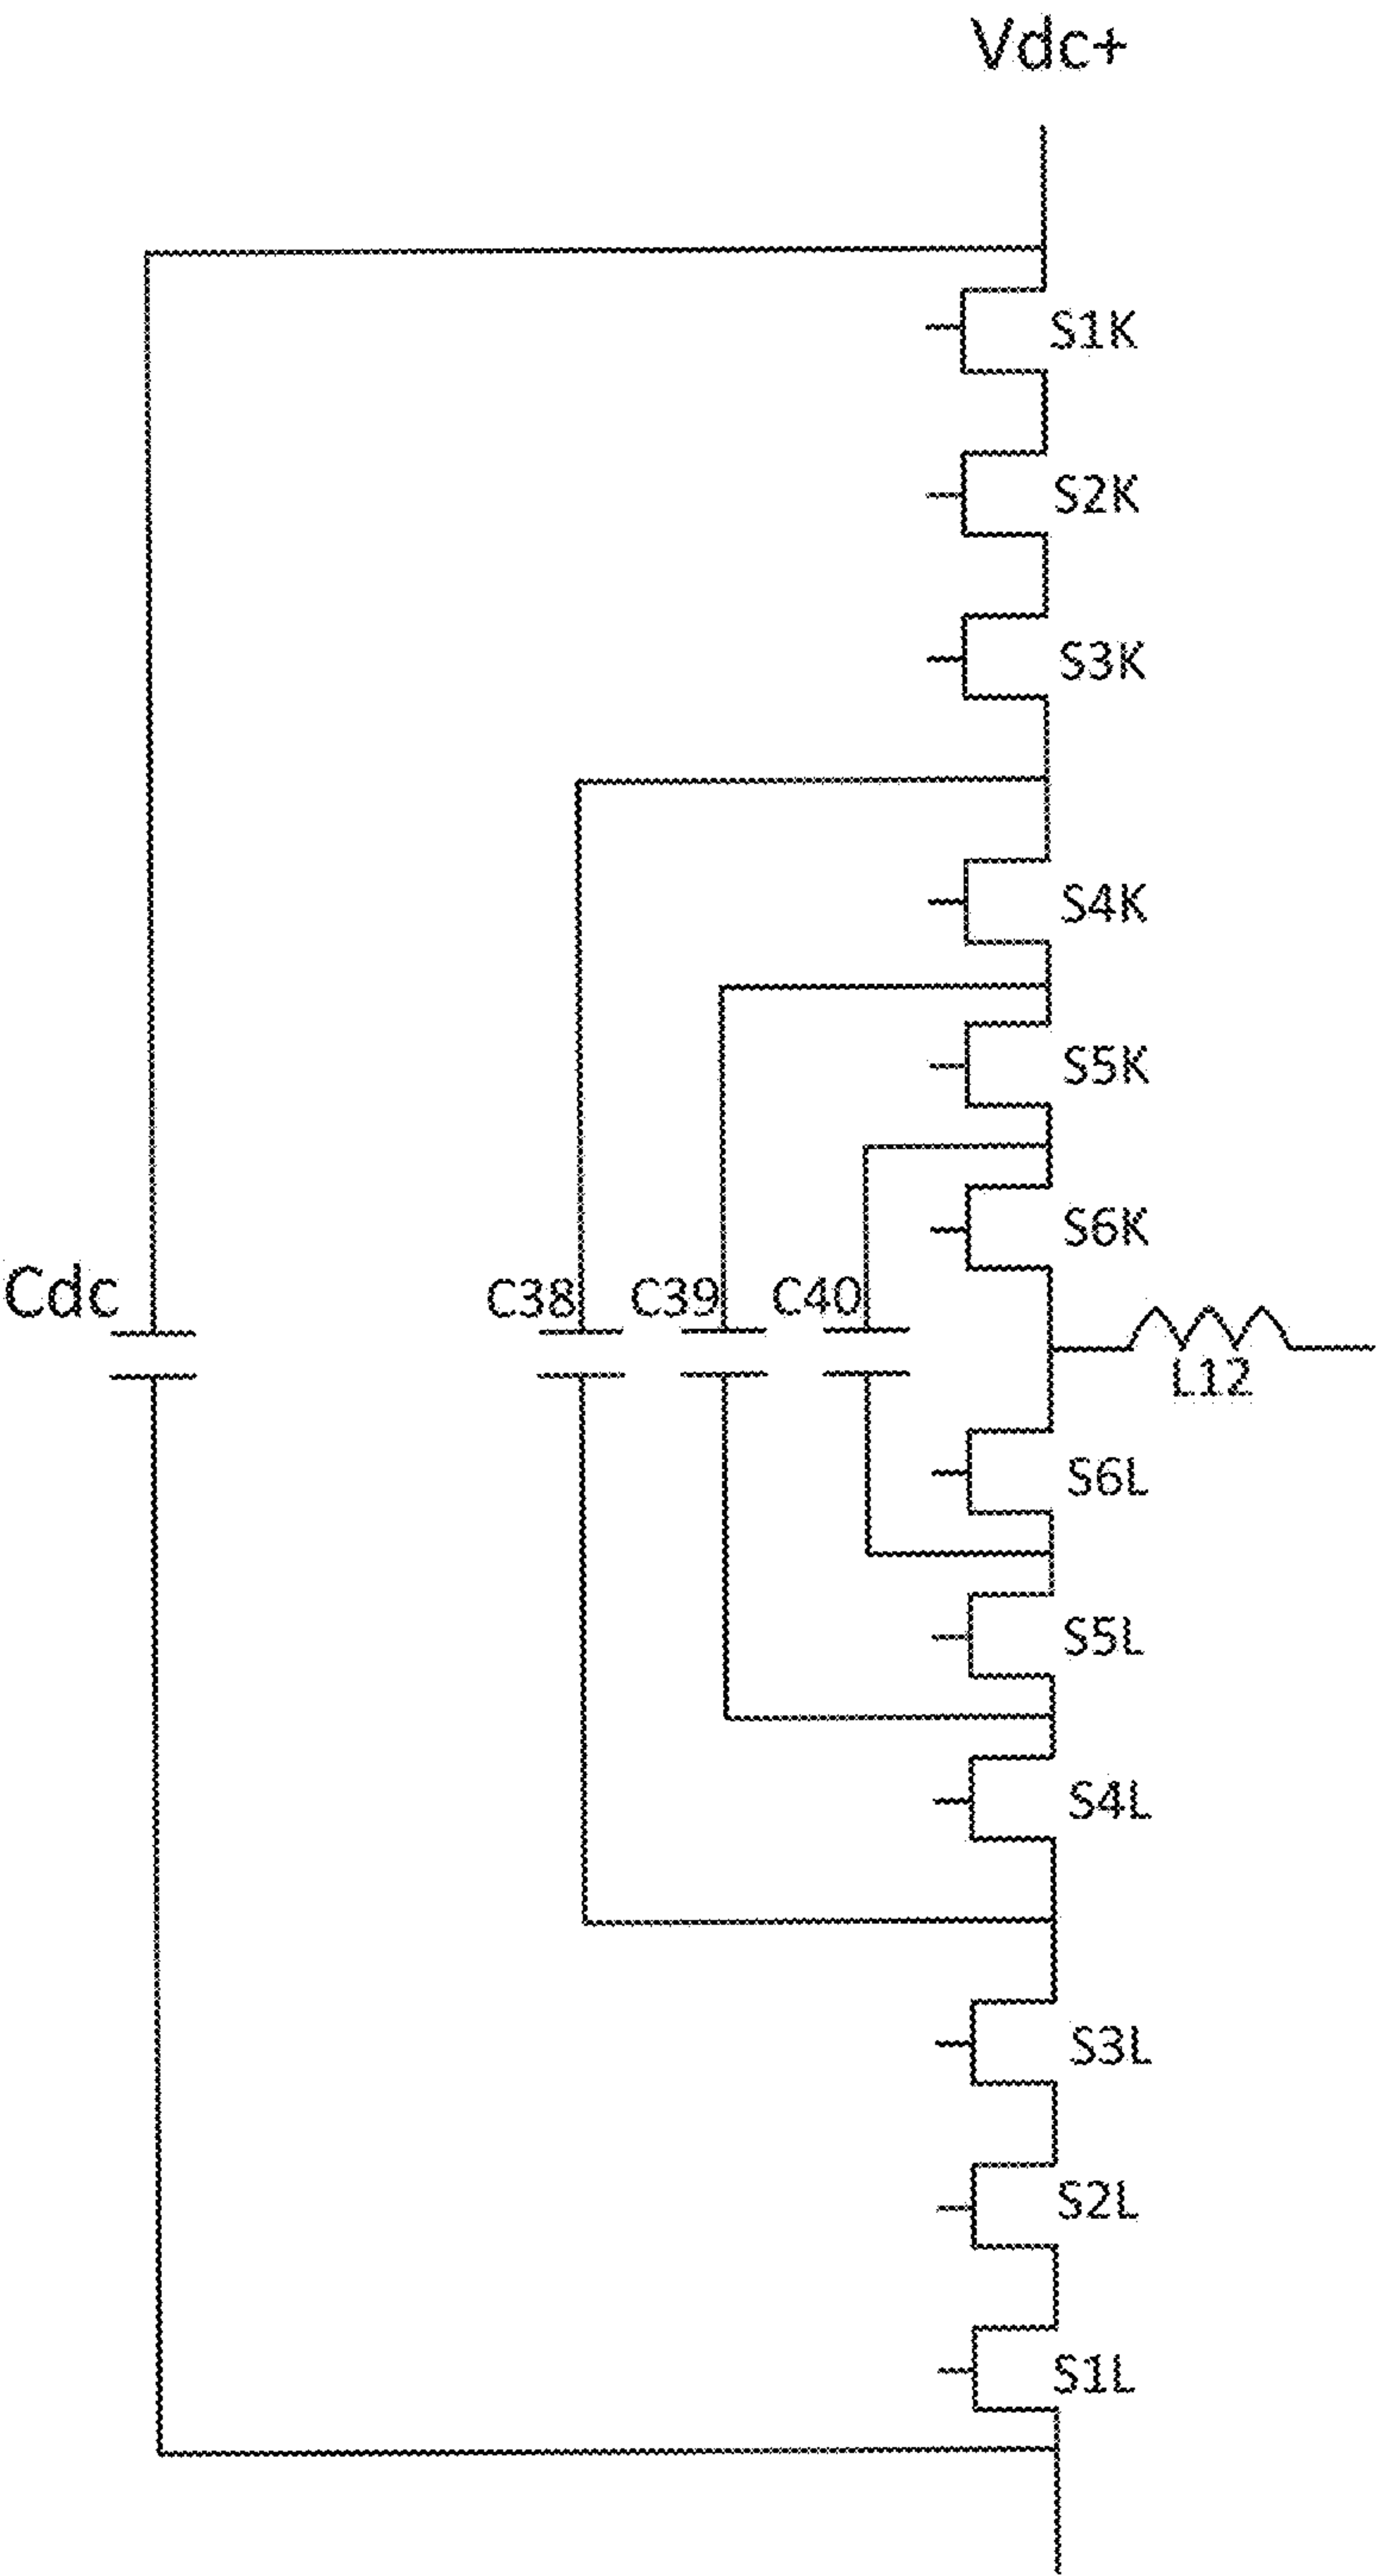 Vdc+
S1K
S2K
S3K
S4K
S5K
S6K
Cdc
C38
C39
C40
L12
S6L
S5L
S4L
S3L
S2L
S1L